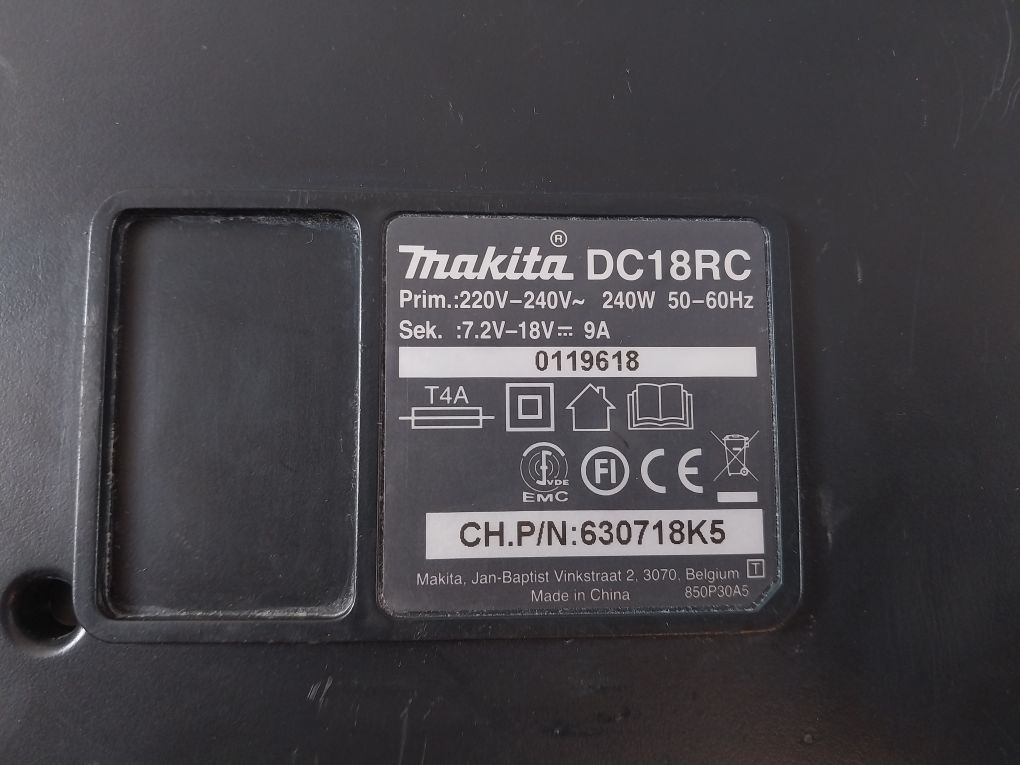 makita® DC18RC
Prim.:220V–240V~ 240W 50–60Hz
Sek. :7.2V–18V⎓ 9A
0119618
T4A
VDE
EMC
FI CE
CH.P/N:630718K5
Makita, Jan-Baptist Vinkstraat 2, 3070, Belgium T
Made in China 850P30A5